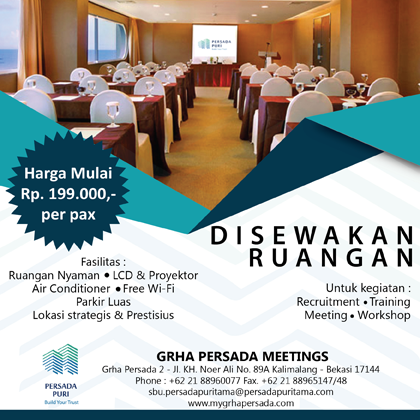 PERSADA
PURI
Harga Mulai
Rp. 199.000,-
per pax
DISEWAKAN
RUANGAN
Fasilitas :
Ruangan Nyaman • LCD & Proyektor
Air Conditioner • Free Wi-Fi
Parkir Luas
Lokasi strategis & Prestisius
Untuk kegiatan :
Recruitment • Training
Meeting • Workshop
PERSADA
PURI
Build Your Trust
GRHA PERSADA MEETINGS
Grha Persada 2 - Jl. KH. Noer Ali No. 89A Kalimalang - Bekasi 17144
Phone : +62 21 88960077 Fax. +62 21 88965147/48
sbu.persadapuritama@persadapuritama.com
www.mygrhapersada.com